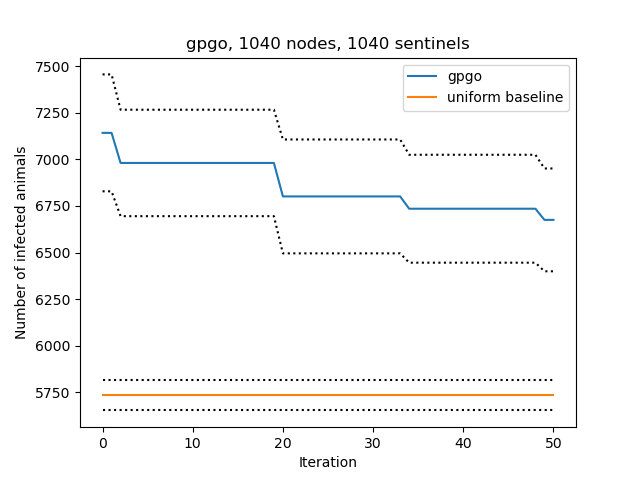 gpgo, 1040 nodes, 1040 sentinels
gpgo
uniform baseline
Number of infected animals
7500
7250
7000
6750
6500
6250
6000
5750
0 10 20 30 40 50
Iteration